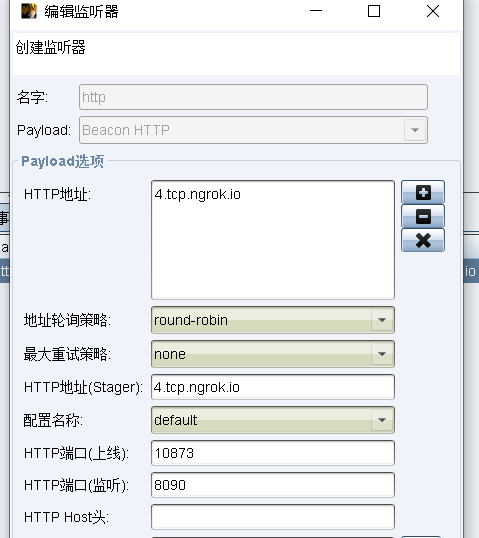 编辑监听器
创建监听器
名字: http
Payload: Beacon HTTP
Payload选项
HTTP地址: 4.tcp.ngrok.io
地址轮询策略: round-robin
最大重试策略: none
HTTP地址(Stager): 4.tcp.ngrok.io
配置名称: default
HTTP端口(上线): 10873
HTTP端口(监听): 8090
HTTP Host头: